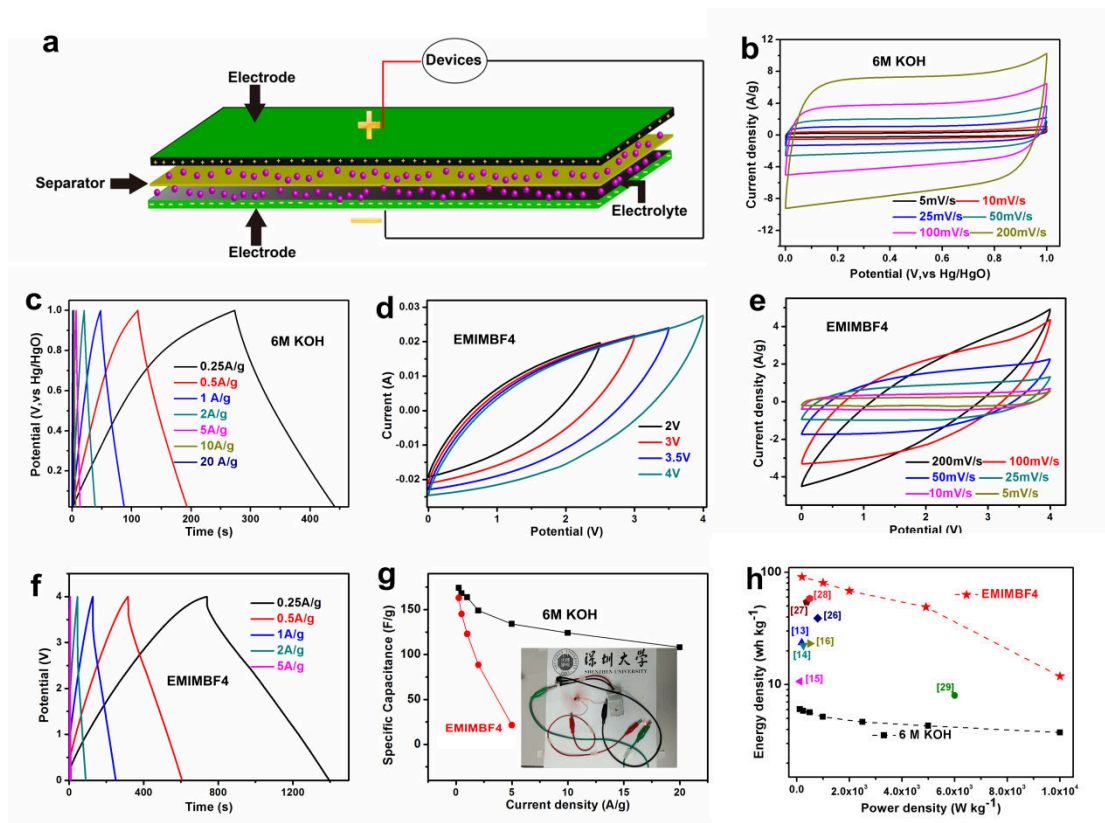 a
Devices
Electrode
Separator
Electrolyte
Electrode
b
6M KOH
Current density (A/g)
12
8
4
0
-4
-8
-12
5mV/s
10mV/s
25mV/s
50mV/s
100mV/s
200mV/s
0.0 0.2 0.4 0.6 0.8 1.0
Potential (V,vs Hg/HgO)
c
6M KOH
Potential (V,vs Hg/HgO)
1.0
0.8
0.6
0.4
0.2
0.25A/g
0.5A/g
1 A/g
2A/g
5A/g
10A/g
20 A/g
0 100 200 300 400
Time (s)
d
EMIMBF4
Current (A)
0.03
0.02
0.01
0.00
-0.01
-0.02
2V
3V
3.5V
4V
0 1 2 3 4
Potential (V)
e
EMIMBF4
Current density (A/g)
4
2
0
-2
-4
200mV/s
100mV/s
50mV/s
25mV/s
10mV/s
5mV/s
0 1 2 3 4
Potential (V)
f
Potential (V)
4
3
2
1
0
0.25A/g
0.5A/g
1A/g
2A/g
5A/g
EMIMBF4
0 400 800 1200
Time (s)
g
6M KOH
Specific Capacitance (F/g)
150
100
50
0
EMIMBF4
深圳大学
SHENZHEN UNIVERSITY
0 5 10 15 20
Current density (A/g)
h
Energy density (wh kg⁻¹)
100
10
EMIMBF4
[28]
[27]
[26]
[13]
[16]
[14]
[15]
[29]
6 M KOH
0.0 2.0x10³ 4.0x10³ 6.0x10³ 8.0x10³ 1.0x10⁴
Power density (W kg⁻¹)